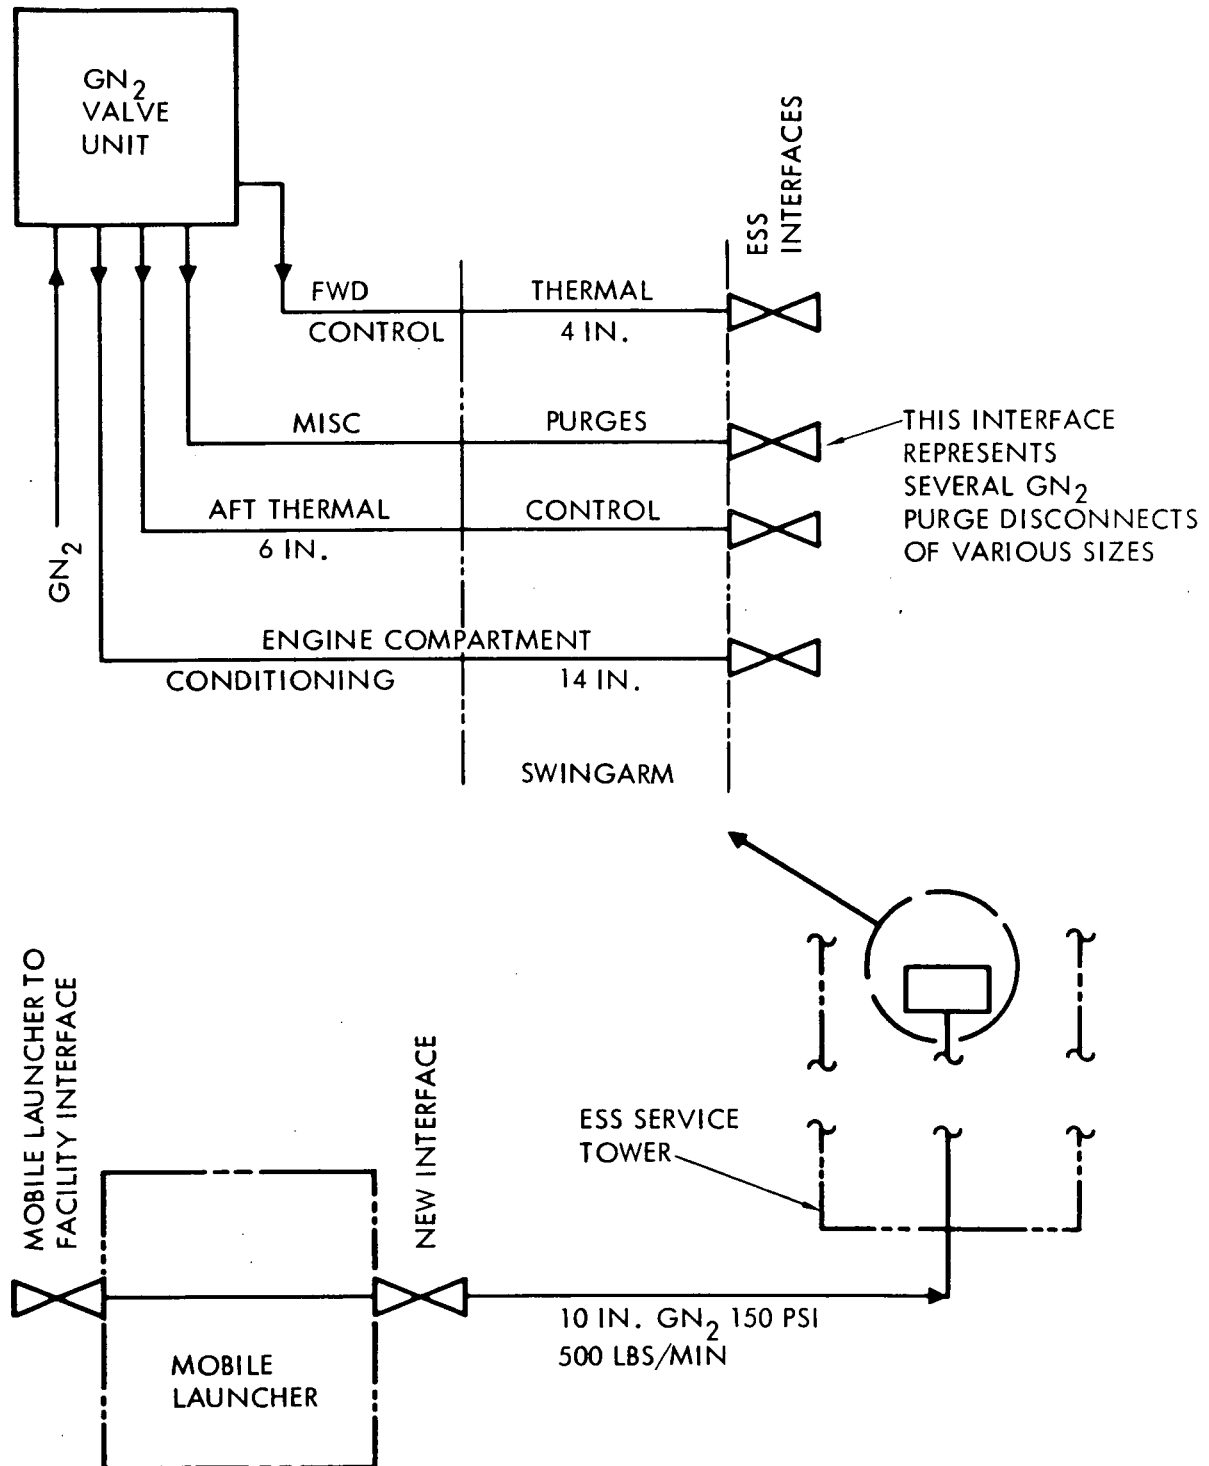 GN2
VALVE
UNIT
ESS
INTERFACES
FWD
CONTROL
THERMAL
4 IN.
MISC
PURGES
THIS INTERFACE
REPRESENTS
SEVERAL GN2
PURGE DISCONNECTS
OF VARIOUS SIZES
AFT THERMAL
6 IN.
CONTROL
GN2
ENGINE COMPARTMENT
CONDITIONING
14 IN.
SWINGARM
MOBILE LAUNCHER TO
FACILITY INTERFACE
NEW INTERFACE
ESS SERVICE
TOWER
10 IN. GN2 150 PSI
500 LBS/MIN
MOBILE
LAUNCHER